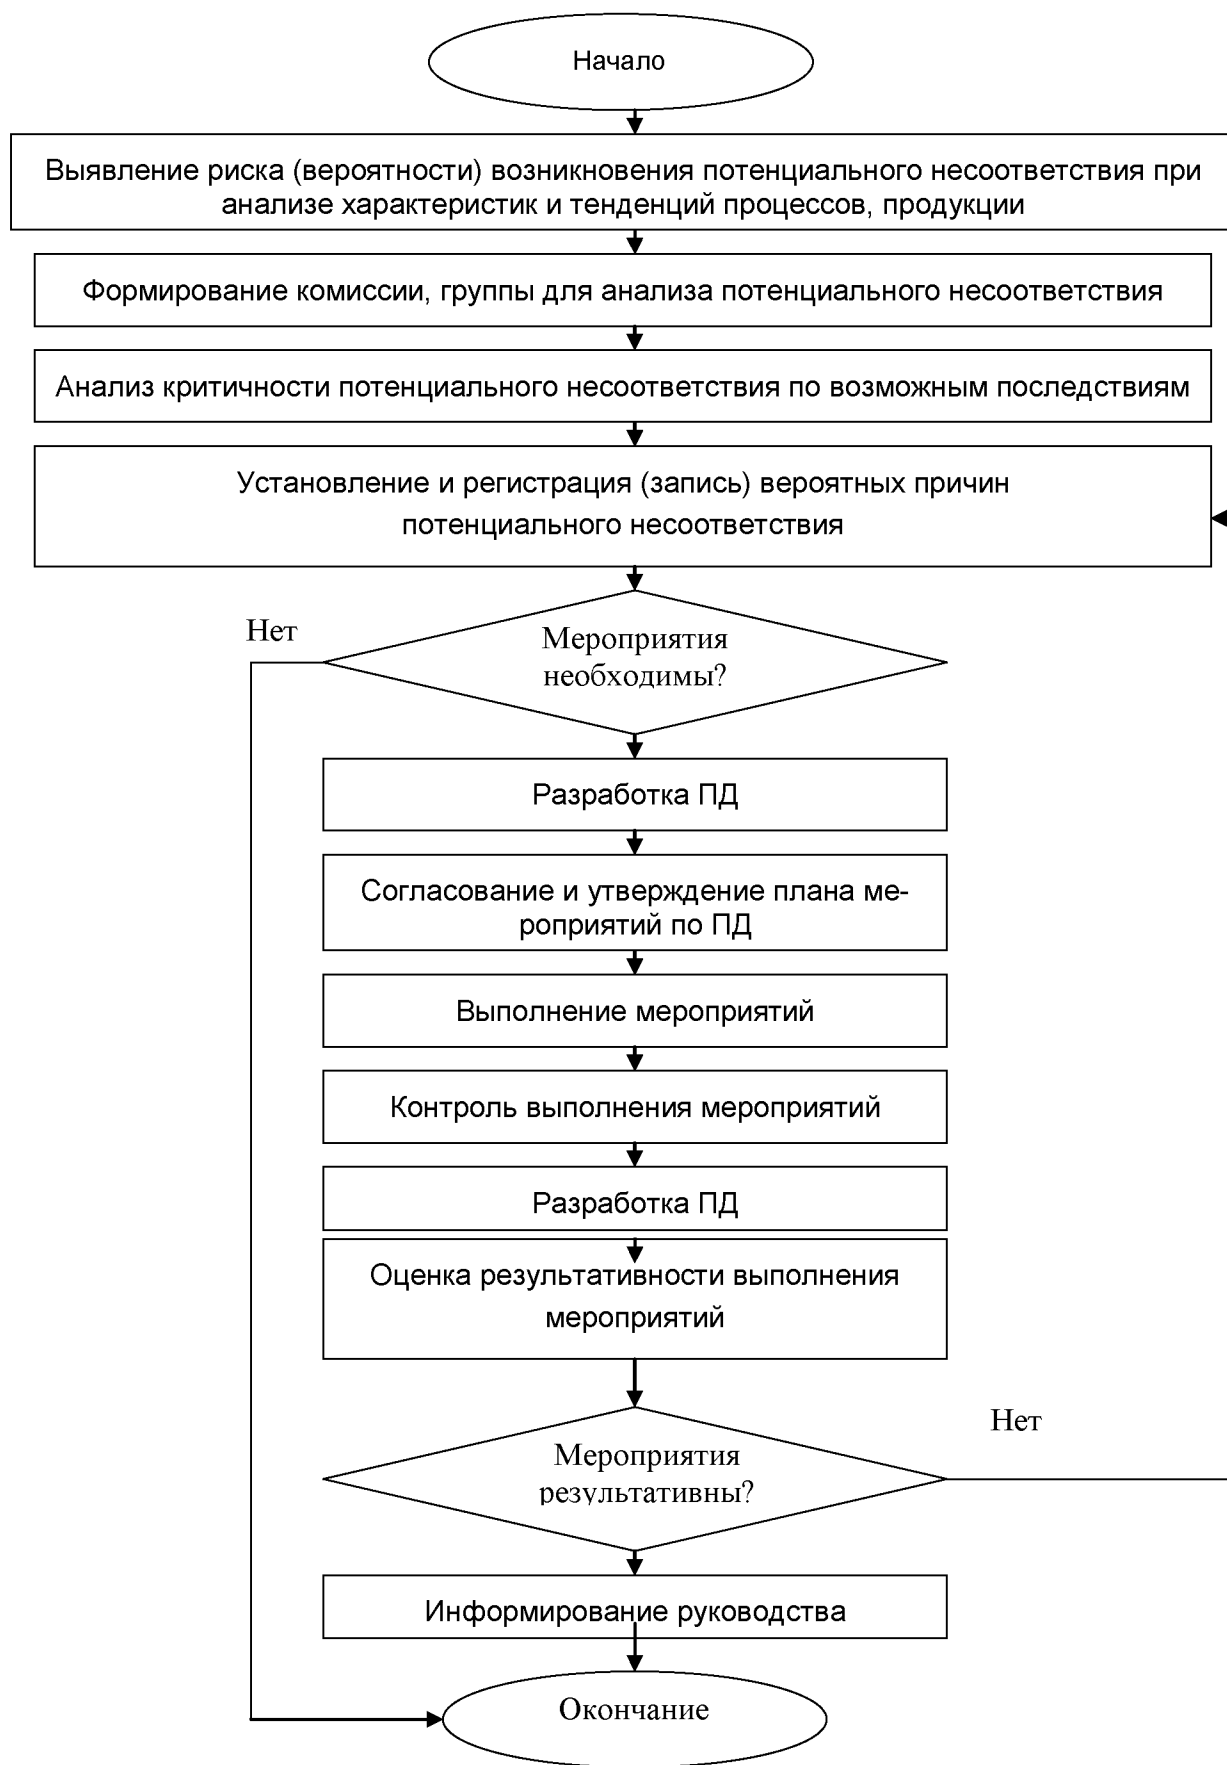 Начало
Выявление риска (вероятности) возникновения потенциального несоответствия при
анализе характеристик и тенденций процессов, продукции
Формирование комиссии, группы для анализа потенциального несоответствия
Анализ критичности потенциального несоответствия по возможным последствиям
Установление и регистрация (запись) вероятных причин
потенциального несоответствия
Нет
Мероприятия
необходимы?
Разработка ПД
Согласование и утверждение плана ме-
роприятий по ПД
Выполнение мероприятий
Контроль выполнения мероприятий
Разработка ПД
Оценка результативности выполнения
мероприятий
Нет
Мероприятия
результативны?
Информирование руководства
Окончание